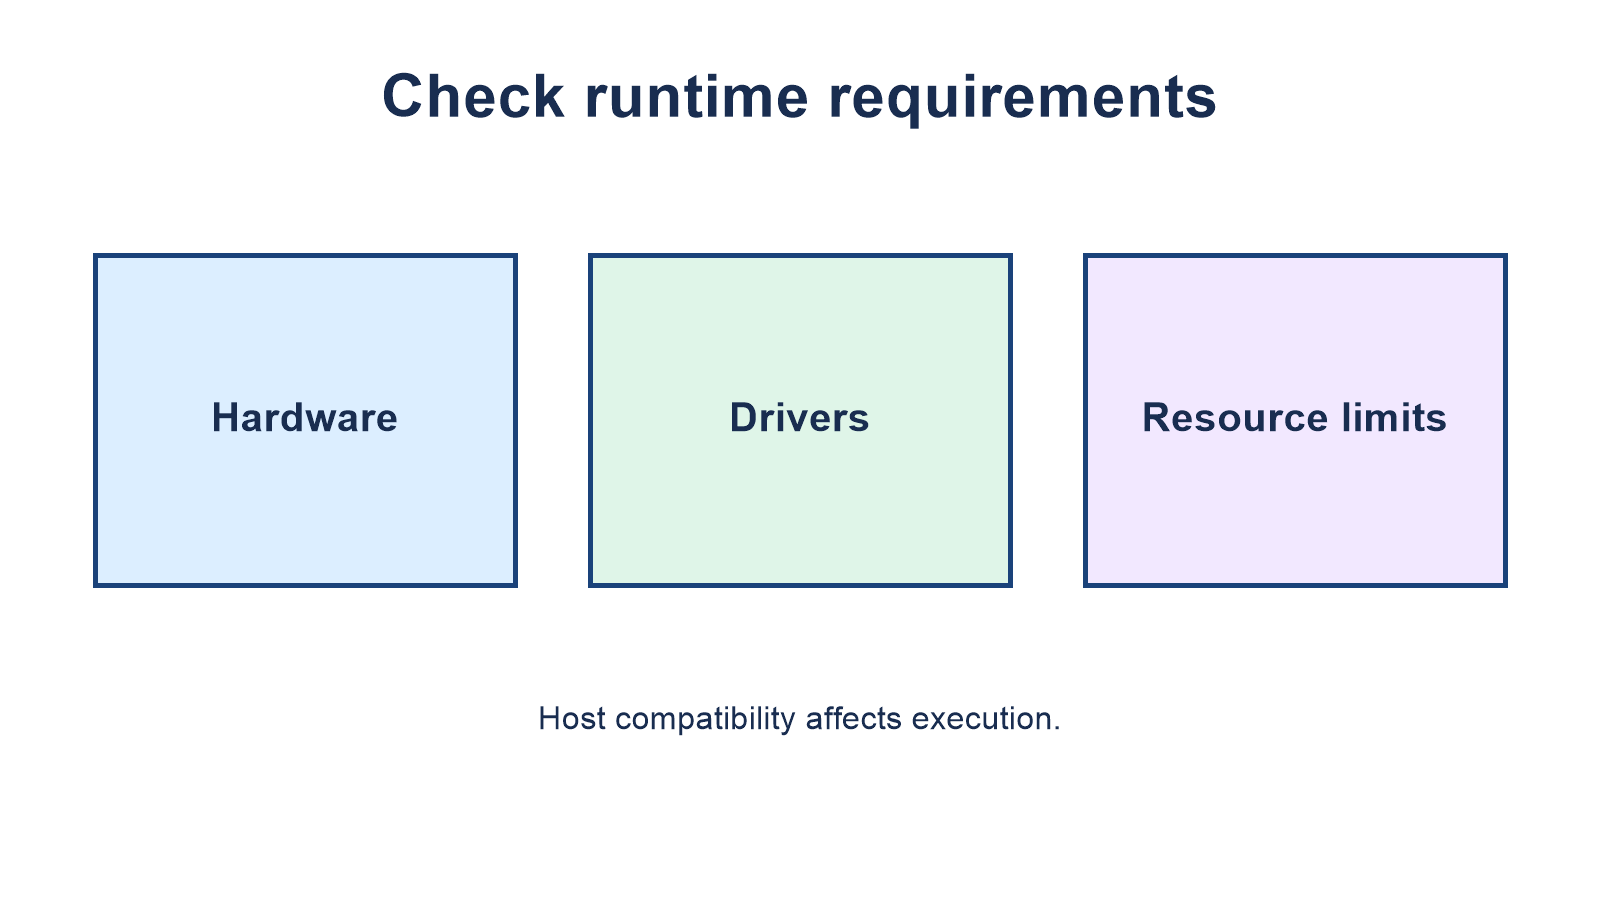 Check runtime requirements
Hardware
Drivers
Resource limits
Host compatibility affects execution.